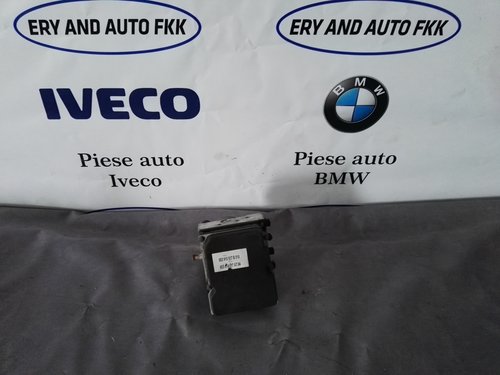 ERY AND AUTO FKK
ERY AND AUTO FKK
IVECO
BMW
Piese auto
Iveco
Piese auto
BMW